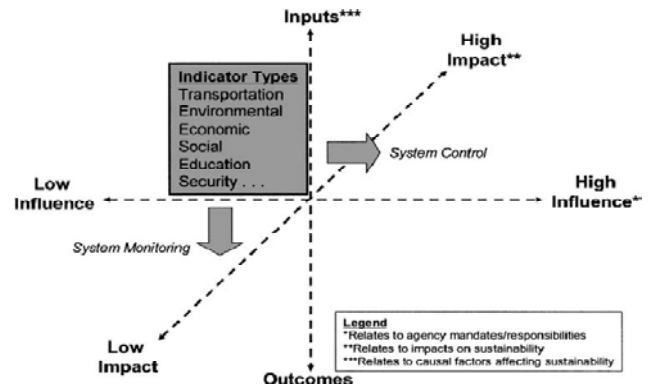 Inputs***
High
Impact**
Indicator Types
Transportation
Environmental
Economic
Social
Education
Security . . .
System Control
Low
Influence
High
Influence*
System Monitoring
Low
Impact
Legend
*Relates to agency mandates/responsibilities
**Relates to impacts on sustainability
***Relates to causal factors affecting sustainability
Outcomes